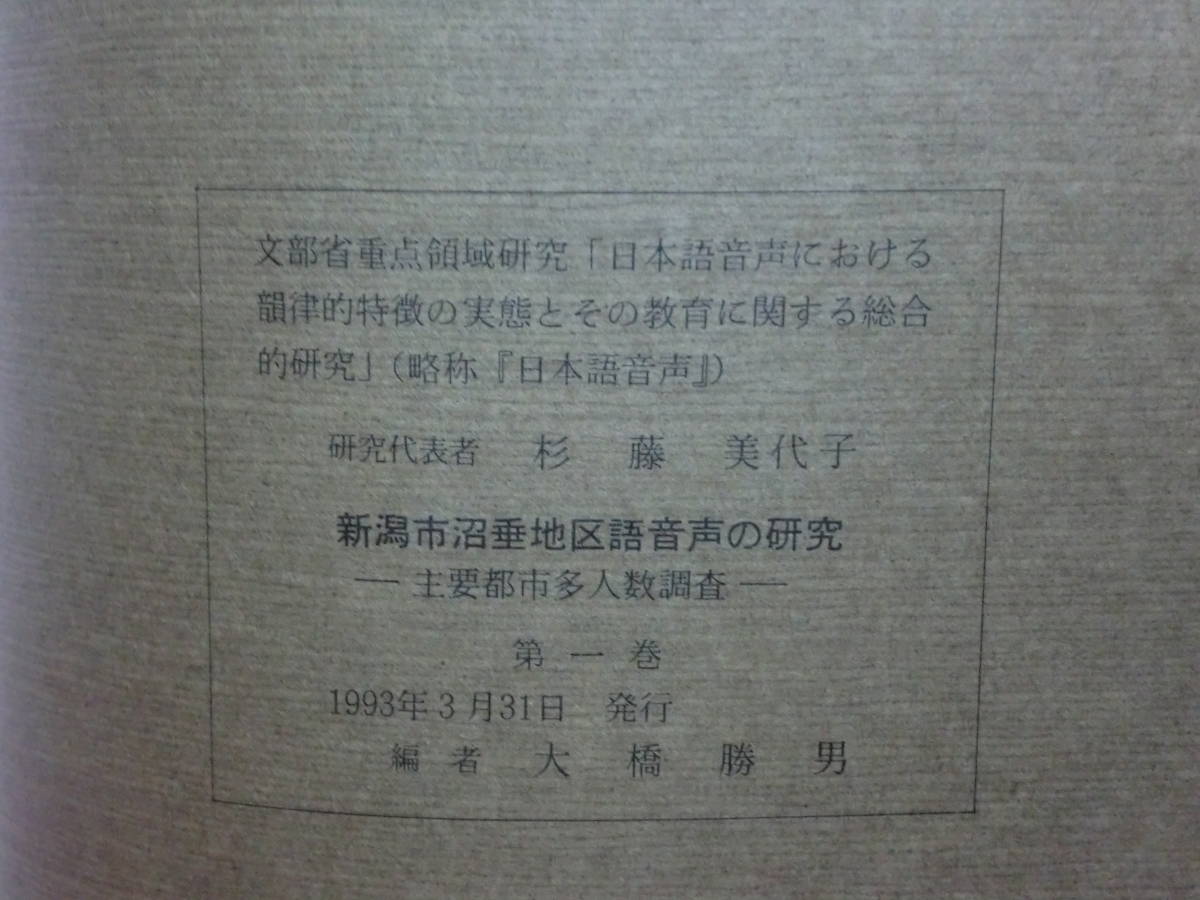 文部省重点領域研究「日本語音声における
韻律的特徴の実態とその教育に関する総合
的研究」(略称『日本語音声』)
研究代表者 杉 藤 美代子
新潟市沼垂地区語音声の研究
― 主要都市多人数調査 ―
第 一 巻
1993年3月31日 発行
編 者 大 橋 勝 男